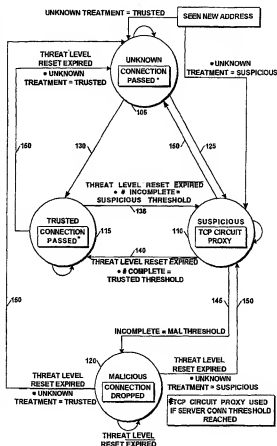 UNKNOWN TREATMENT = TRUSTED
SEEN NEW ADDRESS
THREAT LEVEL
RESET EXPIRED
• UNKNOWN
TREATMENT = TRUSTED
UNKNOWN
CONNECTION
PASSED*
• UNKNOWN
TREATMENT = SUSPICIOUS
105
160
130
150
125
THREAT LEVEL RESET EXPIRED
• # INCOMPLETE =
SUSPICIOUS THRESHOLD
135
TRUSTED
CONNECTION
PASSED*
115
SUSPICIOUS
TCP CIRCUIT
PROXY
110
140
THREAT LEVEL RESET EXPIRED
• # COMPLETE =
TRUSTED THRESHOLD
160
145
150
INCOMPLETE = MALTHRESHOLD
120
MALICIOUS
CONNECTION
DROPPED
THREAT LEVEL
RESET EXPIRED
• UNKNOWN
TREATMENT = TRUSTED
THREAT LEVEL
RESET EXPIRED
• UNKNOWN
TREATMENT = SUSPICIOUS
TCP CIRCUIT PROXY USED
IF SERVER CONN THRESHOLD
REACHED
THREAT LEVEL
RESET EXPIRED